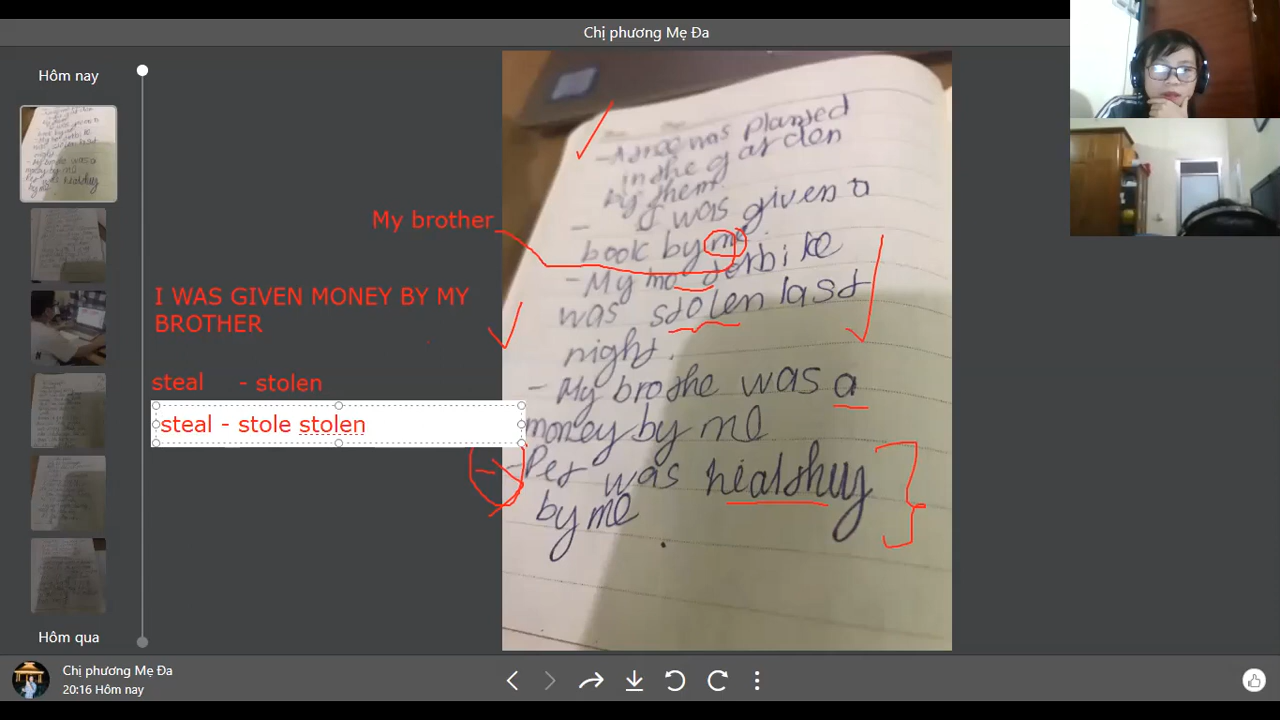 Chị phương Mẹ Đa
Hôm nay
My brother
I WAS GIVEN MONEY BY MY
BROTHER
steal - stolen
steal - stole stolen
Hôm qua
Chị phương Mẹ Đa
20:16 Hôm nay
- A tree was planted
in the garden
by them.
- I was given a
book by me.
- My motorbike
was stolen last
night.
- My brothe was a
money by me
- Pet was healthuy
by me